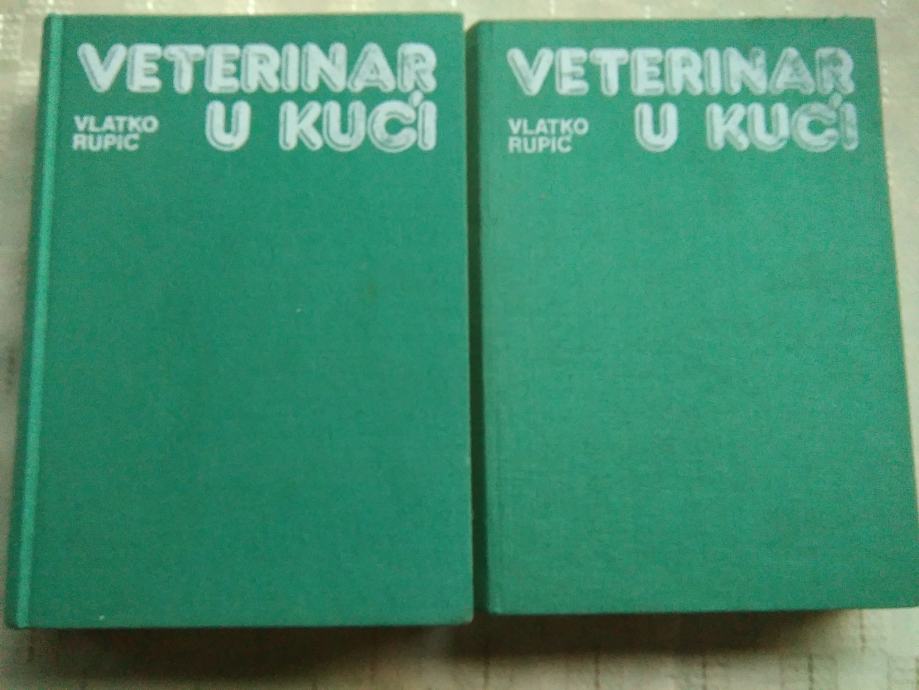 VETERINAR
U KUĆI
VLATKO
RUPIĆ
VETERINAR
U KUĆI
VLATKO
RUPIĆ